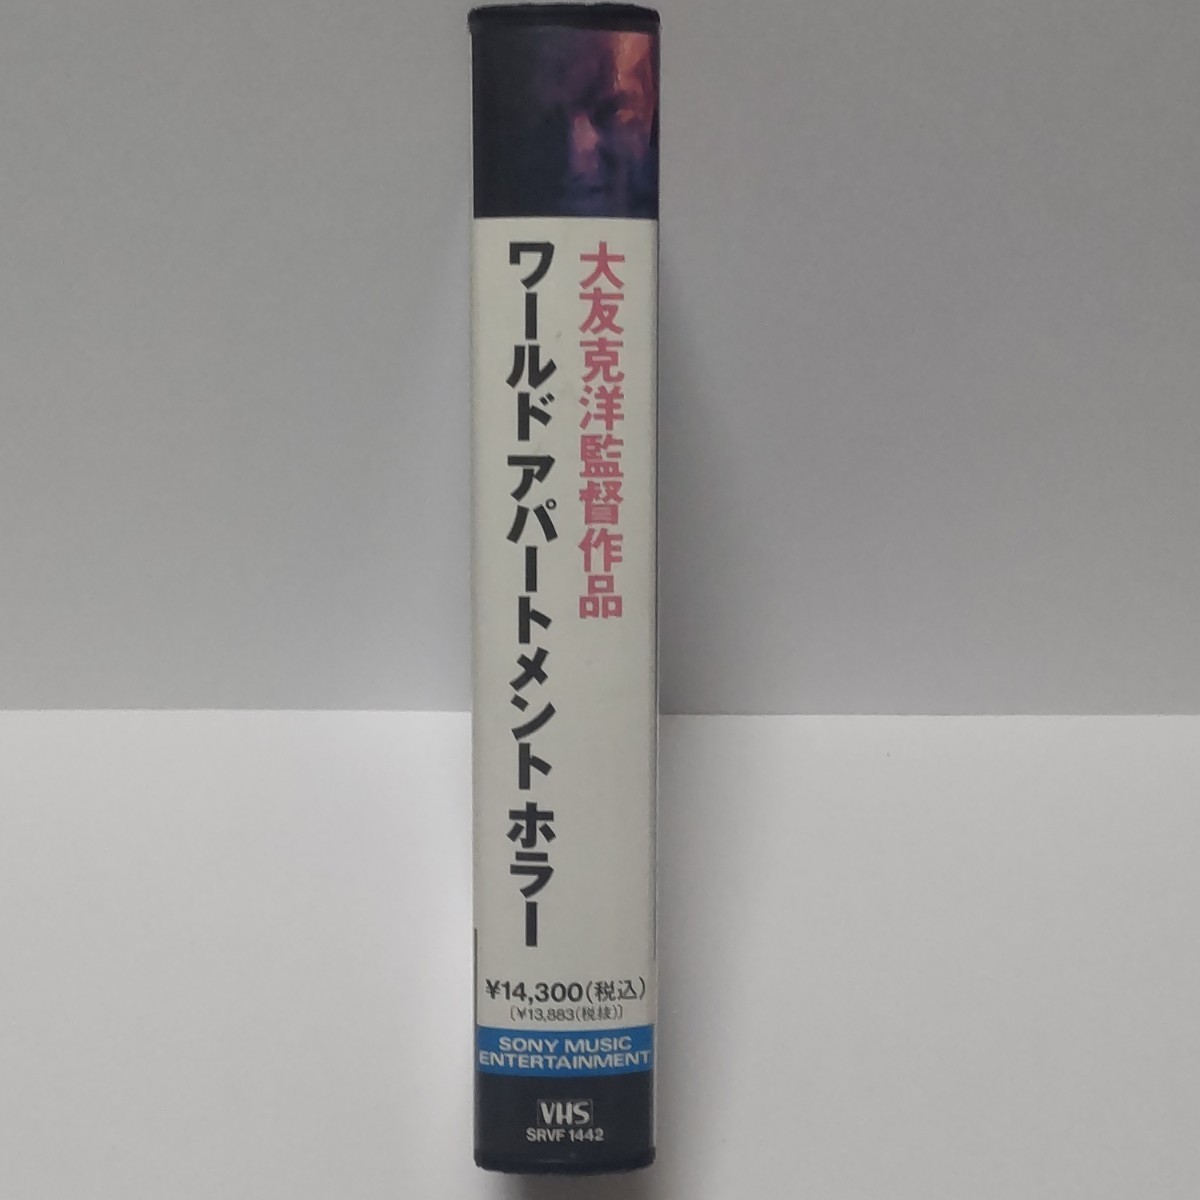 大友克洋監督作品
ワールド アパートメント ホラー
¥14,300(税込)
[¥13,883(税抜)]
SONY MUSIC
ENTERTAINMENT
VHS
SRVF 1442